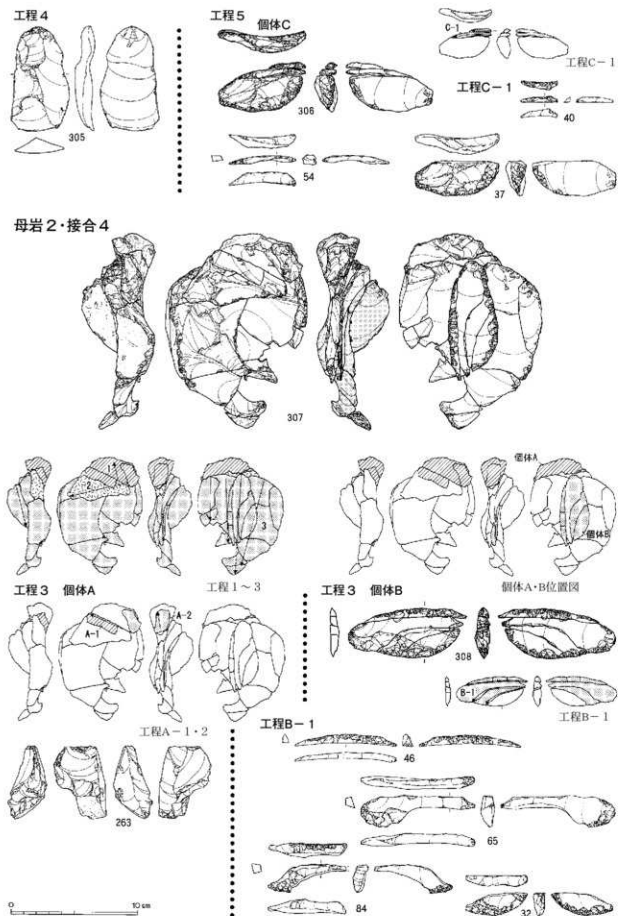 工程4
305
工程5
個体C
306
54
C-1
工程C-1
工程C-1
40
37
母岩2・接合4
307
1
2
3
工程1～3
個体A
個体B
個体A・B位置図
工程3 個体A
A-1
A-2
工程A-1・2
263
工程3 個体B
308
B-1
工程B-1
工程B-1
46
65
84
32
0 10cm